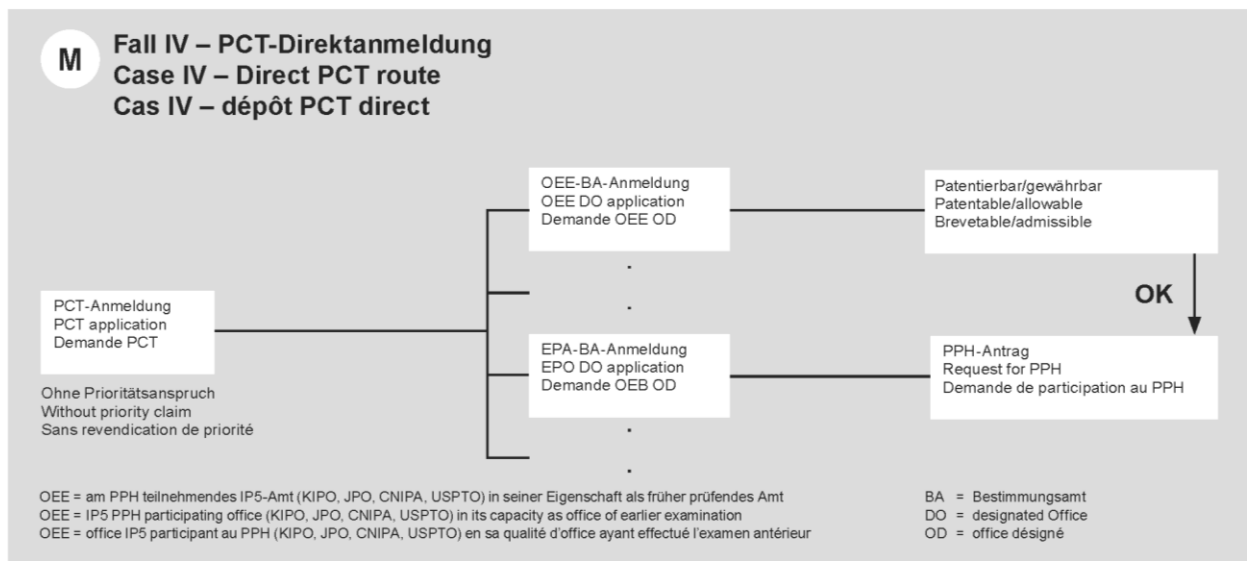 M
Fall IV – PCT-Direktanmeldung
Case IV – Direct PCT route
Cas IV – dépôt PCT direct
OEE-BA-Anmeldung
OEE DO application
Demande OEE OD
Patentierbar/gewährbar
Patentable/allowable
Brevetable/admissible
OK
PCT-Anmeldung
PCT application
Demande PCT
EPA-BA-Anmeldung
EPO DO application
Demande OEB OD
PPH-Antrag
Request for PPH
Demande de participation au PPH
Ohne Prioritätsanspruch
Without priority claim
Sans revendication de priorité
OEE = am PPH teilnehmendes IP5-Amt (KIPO, JPO, CNIPA, USPTO) in seiner Eigenschaft als früher prüfendes Amt
OEE = IP5 PPH participating office (KIPO, JPO, CNIPA, USPTO) in its capacity as office of earlier examination
OEE = office IP5 participant au PPH (KIPO, JPO, CNIPA, USPTO) en sa qualité d'office ayant effectué l'examen antérieur
BA = Bestimmungsamt
DO = designated Office
OD = office désigné